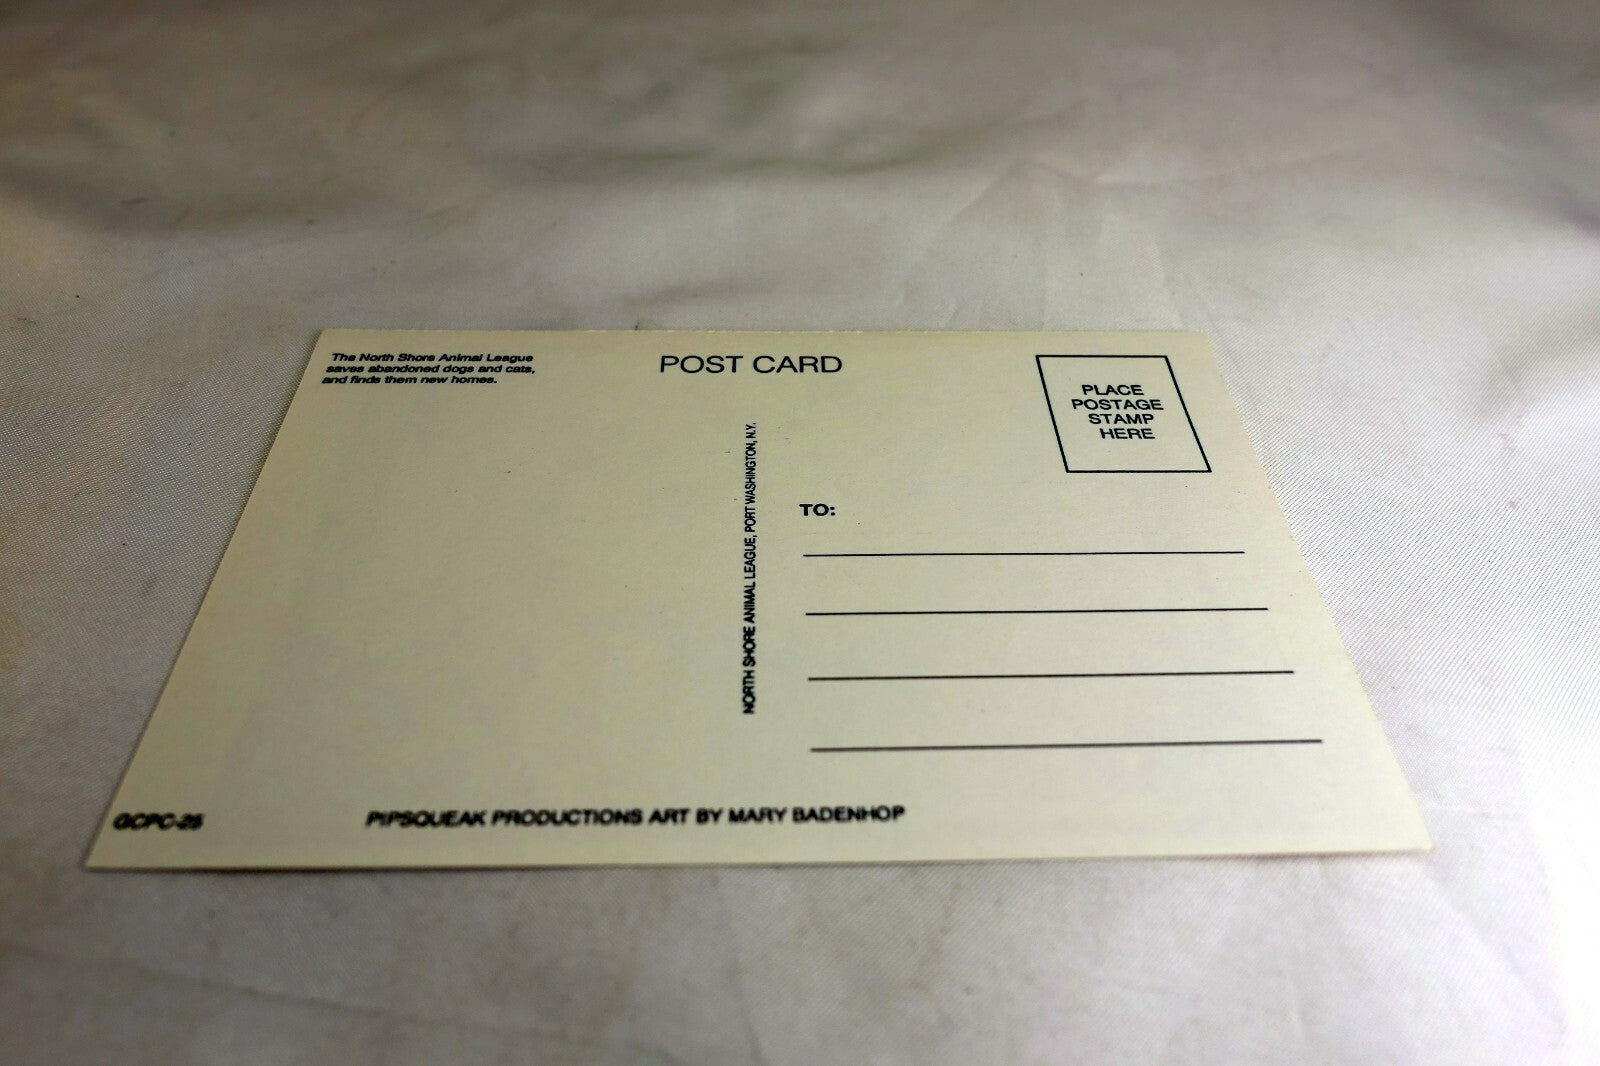 The North Shore Animal League
saves abandoned dogs and cats,
and finds them new homes.
POST CARD
PLACE
POSTAGE
STAMP
HERE
NORTH SHORE ANIMAL LEAGUE, PORT WASHINGTON, N.Y.
TO:
GCPC-25
PIPSQUEAK PRODUCTIONS ART BY MARY BADENHOP